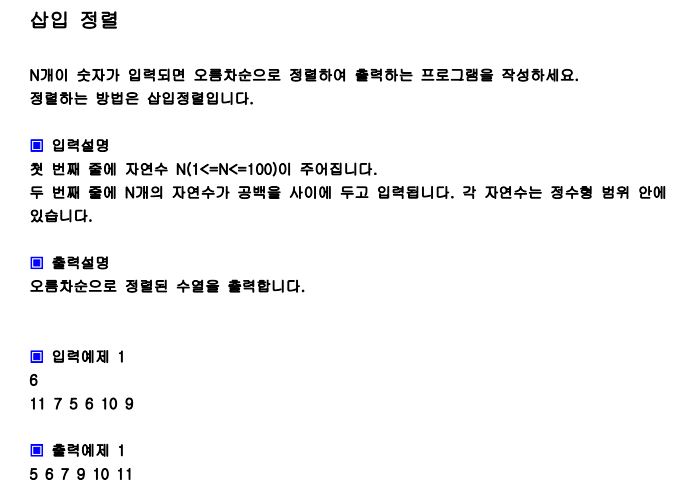 삽입 정렬
N개이 숫자가 입력되면 오름차순으로 정렬하여 출력하는 프로그램을 작성하세요.
정렬하는 방법은 삽입정렬입니다.
▣ 입력설명
첫 번째 줄에 자연수 N(1<=N<=100)이 주어집니다.
두 번째 줄에 N개의 자연수가 공백을 사이에 두고 입력됩니다. 각 자연수는 정수형 범위 안에
있습니다.
▣ 출력설명
오름차순으로 정렬된 수열을 출력합니다.
▣ 입력예제 1
6
11 7 5 6 10 9
▣ 출력예제 1
5 6 7 9 10 11